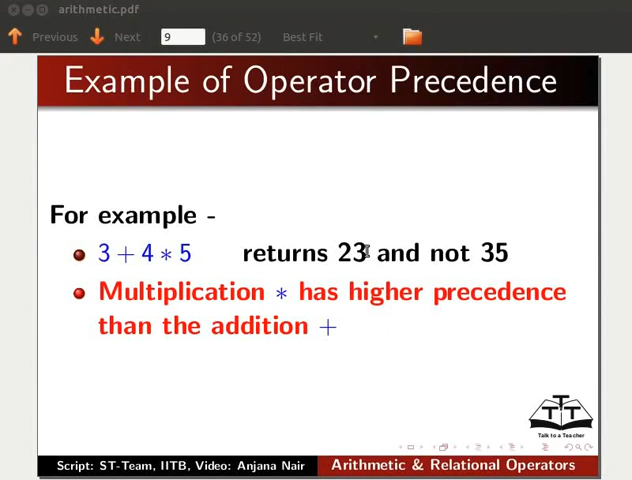 arithmetic.pdf
Previous Next 9 (36 of 52) Best Fit
Example of Operator Precedence
For example -
3 + 4 ∗ 5 returns 23 and not 35
Multiplication ∗ has higher precedence
than the addition +
TTT
Talk to a Teacher
Script: ST-Team, IITB, Video: Anjana Nair Arithmetic & Relational Operators